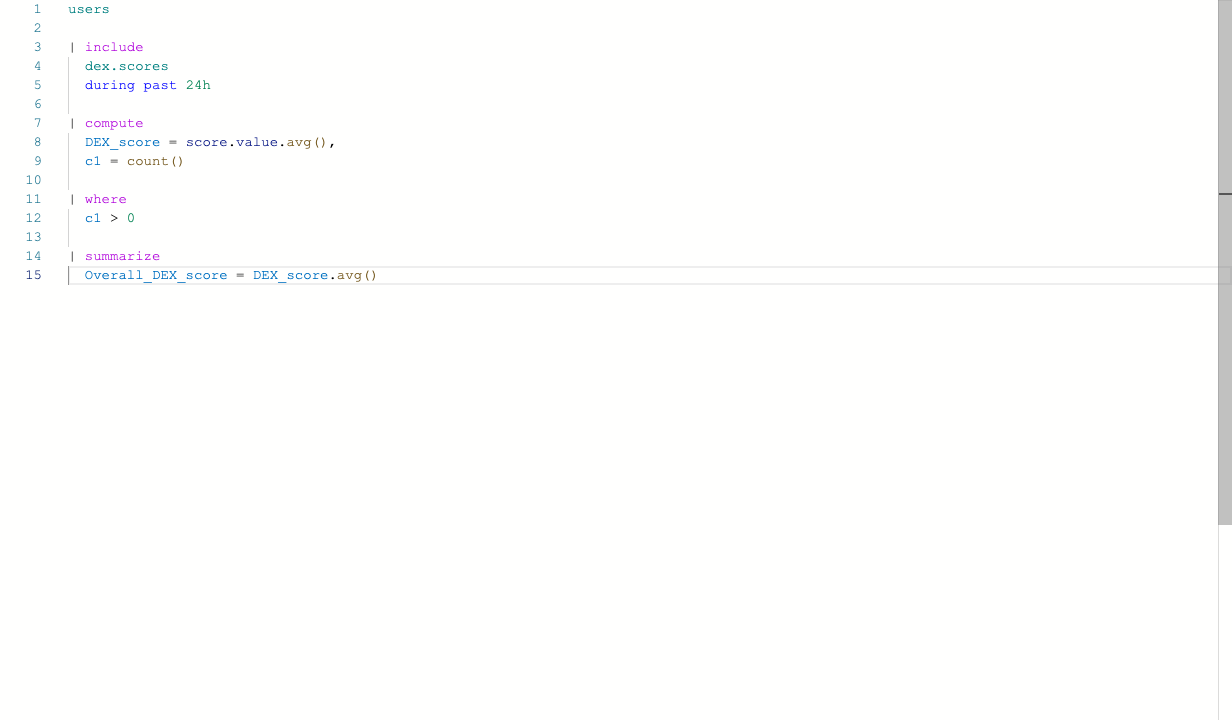 1 users
2
3 | include
4 dex.scores
5 during past 24h
6
7 | compute
8 DEX_score = score.value.avg(),
9 c1 = count()
10
11 | where
12 c1 > 0
13
14 | summarize
15 Overall_DEX_score = DEX_score.avg()